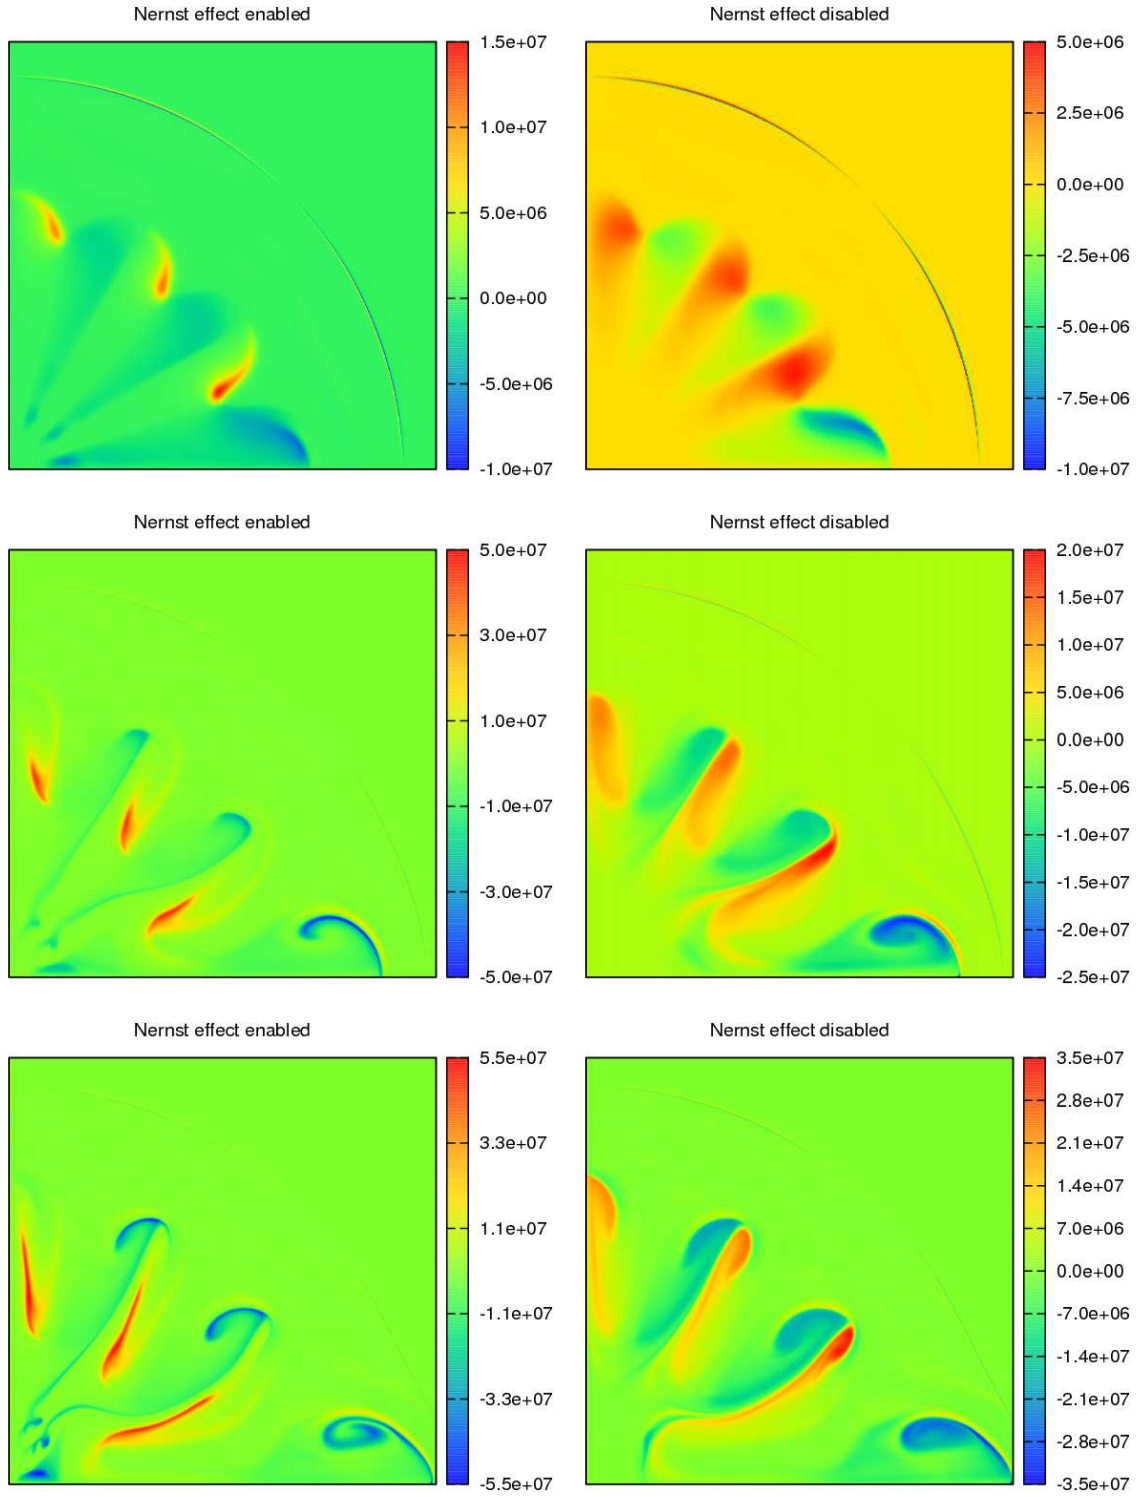 Nernst effect enabled
1.5e+07
1.0e+07
5.0e+06
0.0e+00
-5.0e+06
-1.0e+07
Nernst effect disabled
5.0e+06
2.5e+06
0.0e+00
-2.5e+06
-5.0e+06
-7.5e+06
-1.0e+07
Nernst effect enabled
5.0e+07
3.0e+07
1.0e+07
-1.0e+07
-3.0e+07
-5.0e+07
Nernst effect disabled
2.0e+07
1.5e+07
1.0e+07
5.0e+06
0.0e+00
-5.0e+06
-1.0e+07
-1.5e+07
-2.0e+07
-2.5e+07
Nernst effect enabled
5.5e+07
3.3e+07
1.1e+07
-1.1e+07
-3.3e+07
-5.5e+07
Nernst effect disabled
3.5e+07
2.8e+07
2.1e+07
1.4e+07
7.0e+06
0.0e+00
-7.0e+06
-1.4e+07
-2.1e+07
-2.8e+07
-3.5e+07